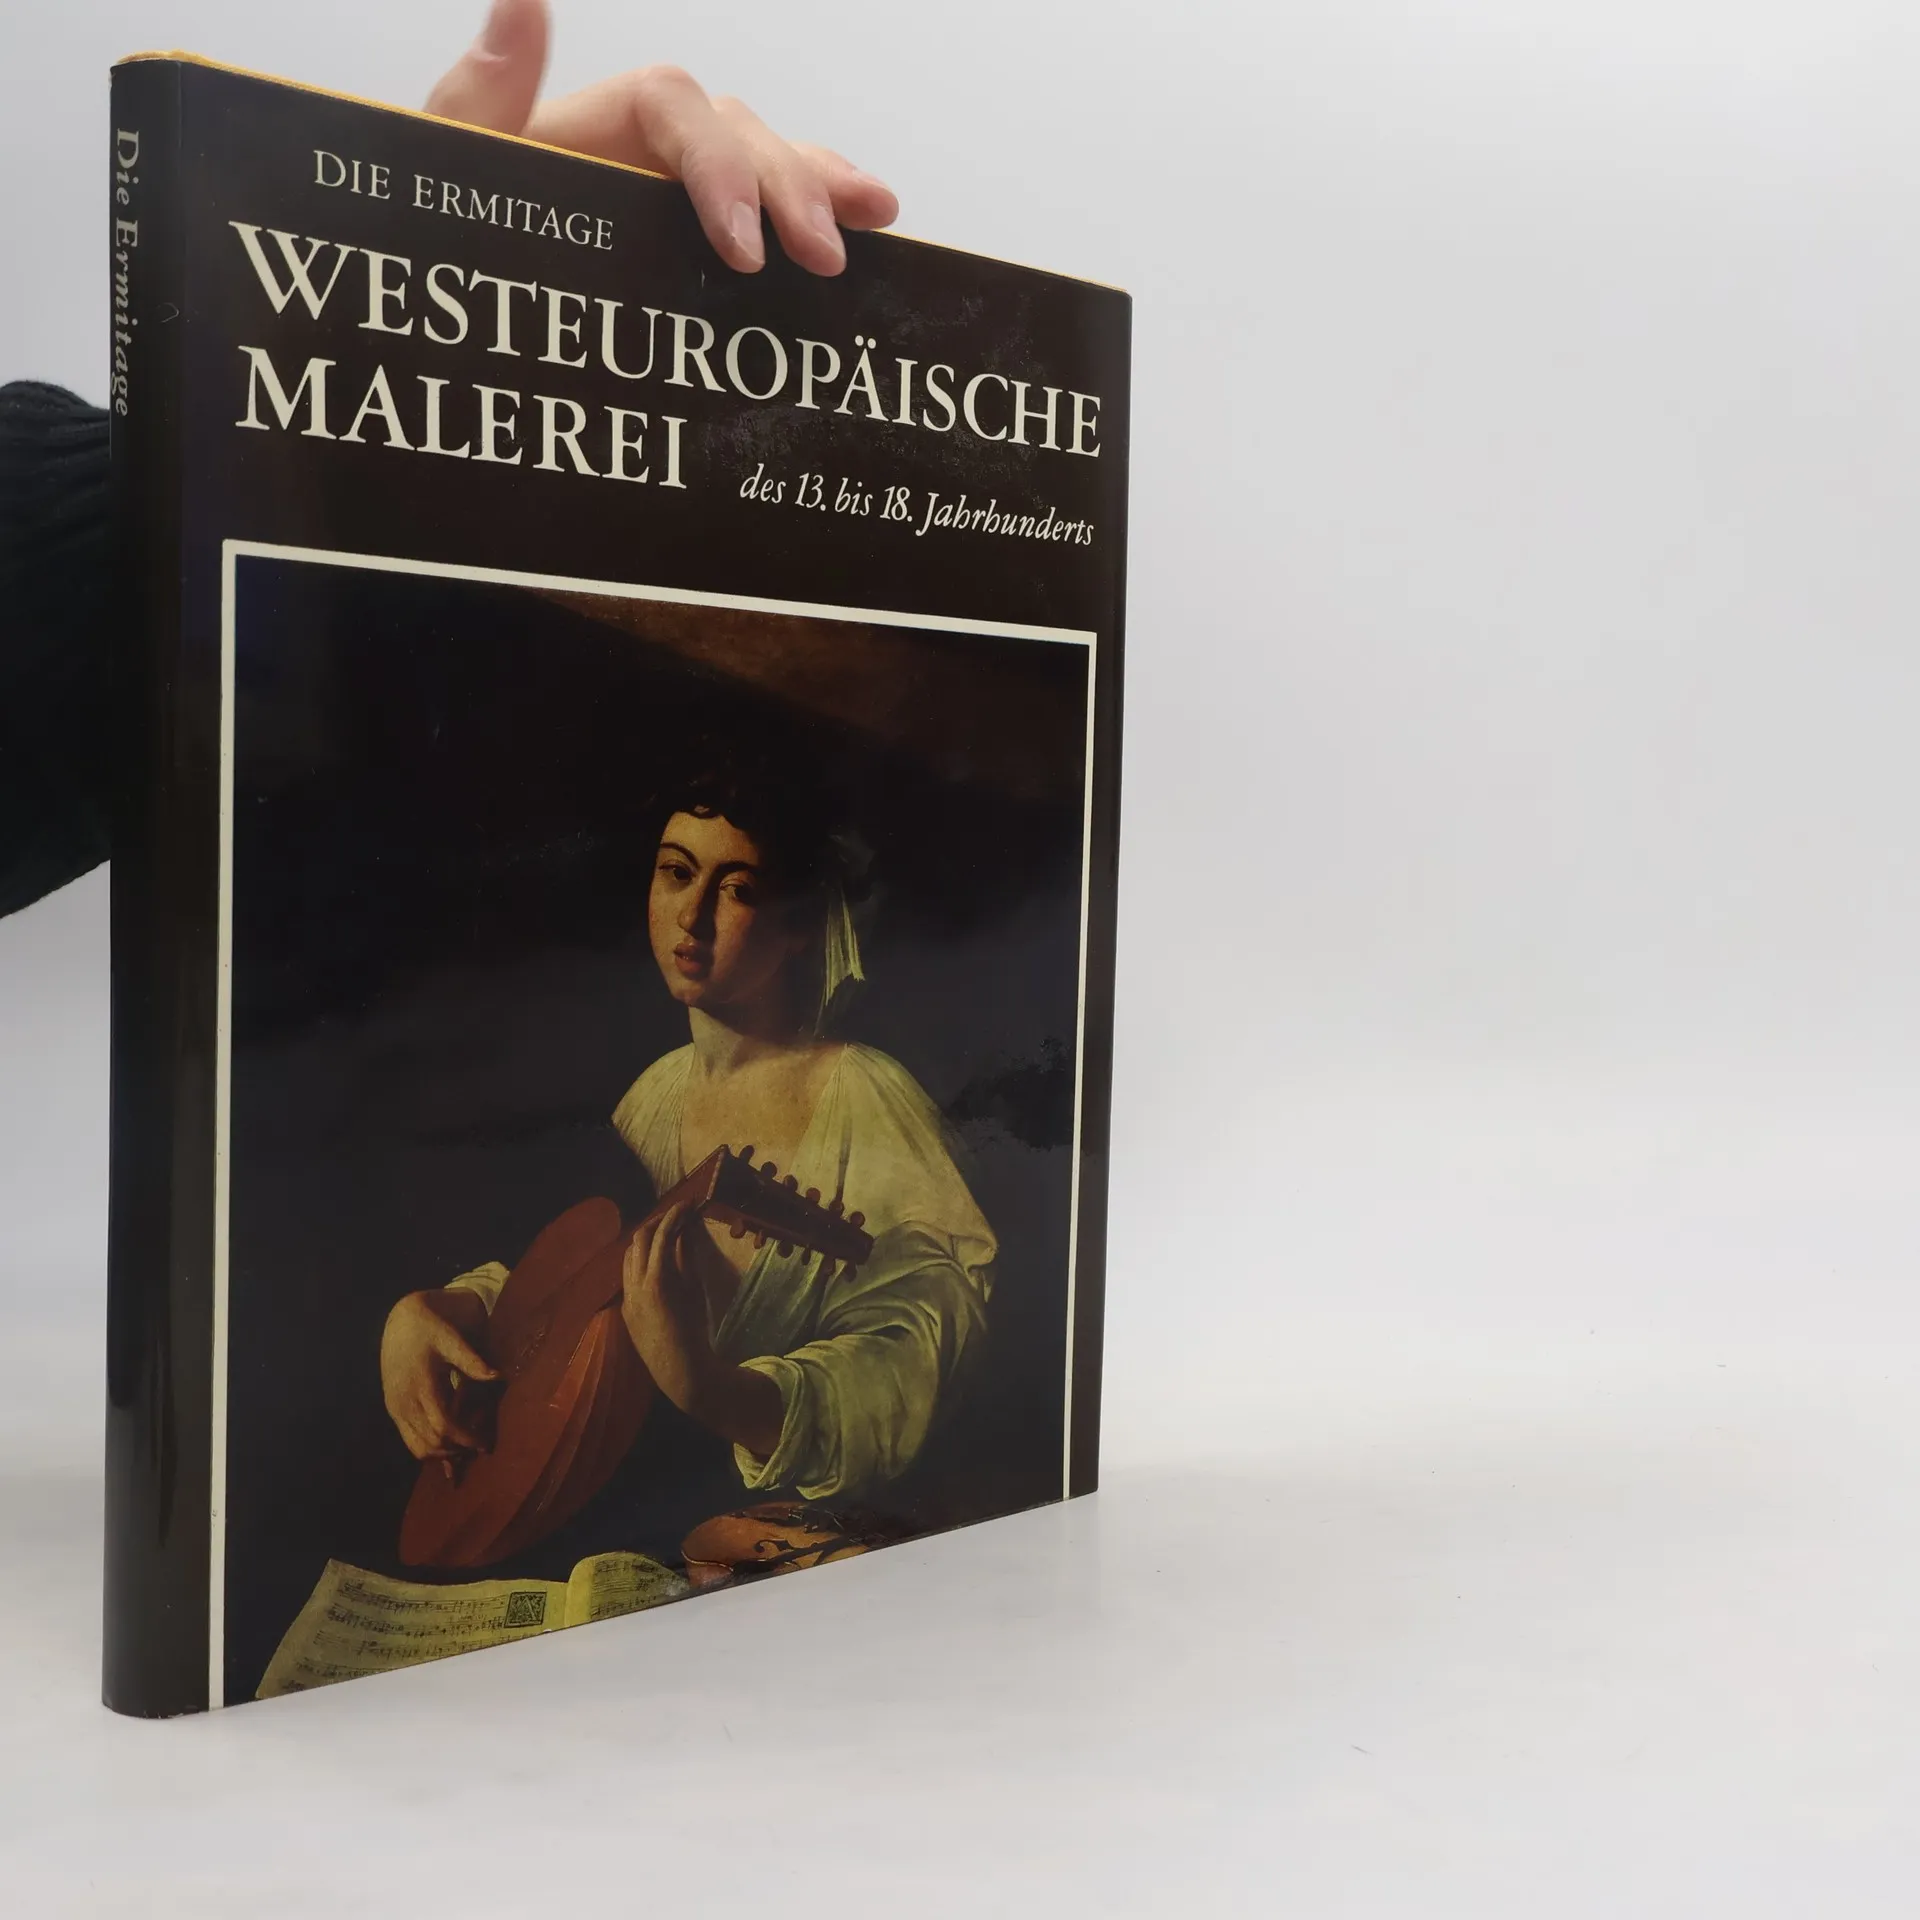 Die Ermitage
DIE ERMITAGE
WESTEUROPÄISCHE
MALEREI
des 13. bis 18. Jahrhunderts